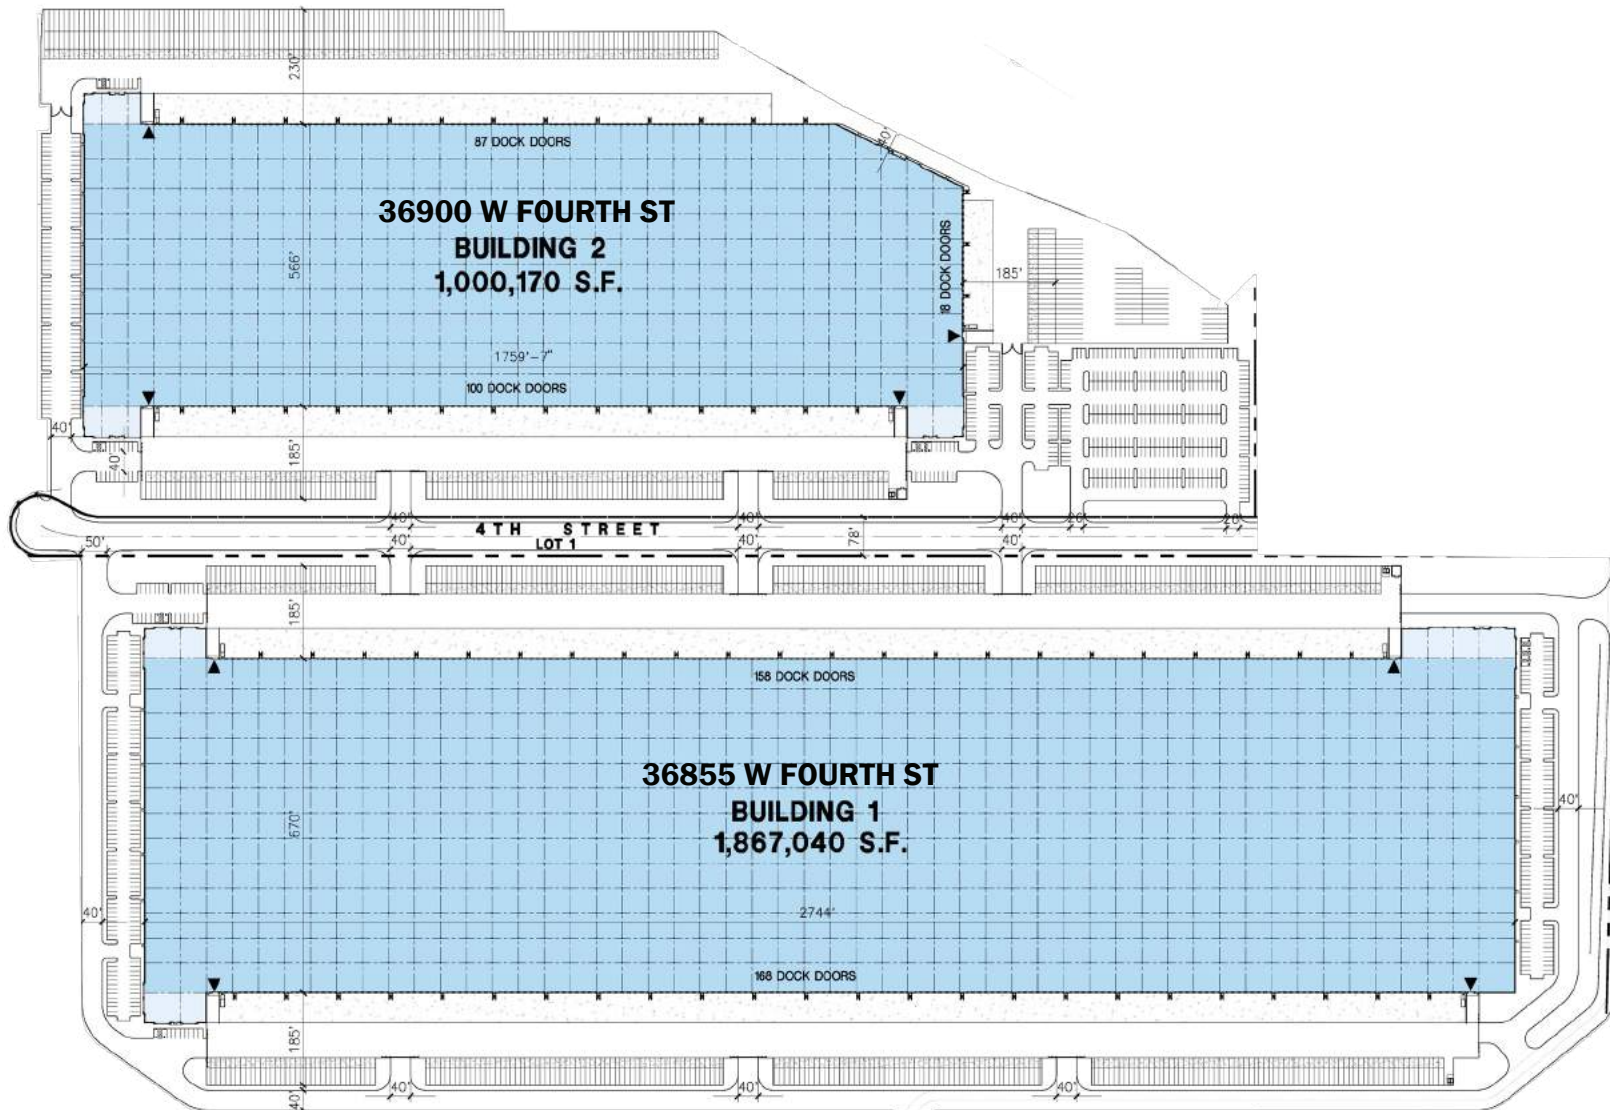 230'
87 DOCK DOORS
40'
36900 W FOURTH ST
BUILDING 2
1,000,170 S.F.
566'
18 DOCK DOORS
185'
1759'-7"
100 DOCK DOORS
40'
40'
185'
40'
40'
40'
26'
26'
4TH STREET
LOT 1
78'
50'
40'
40'
40'
185'
158 DOCK DOORS
36855 W FOURTH ST
BUILDING 1
1,867,040 S.F.
670'
40'
40'
2744'
168 DOCK DOORS
185'
40'
40'
40'
40'